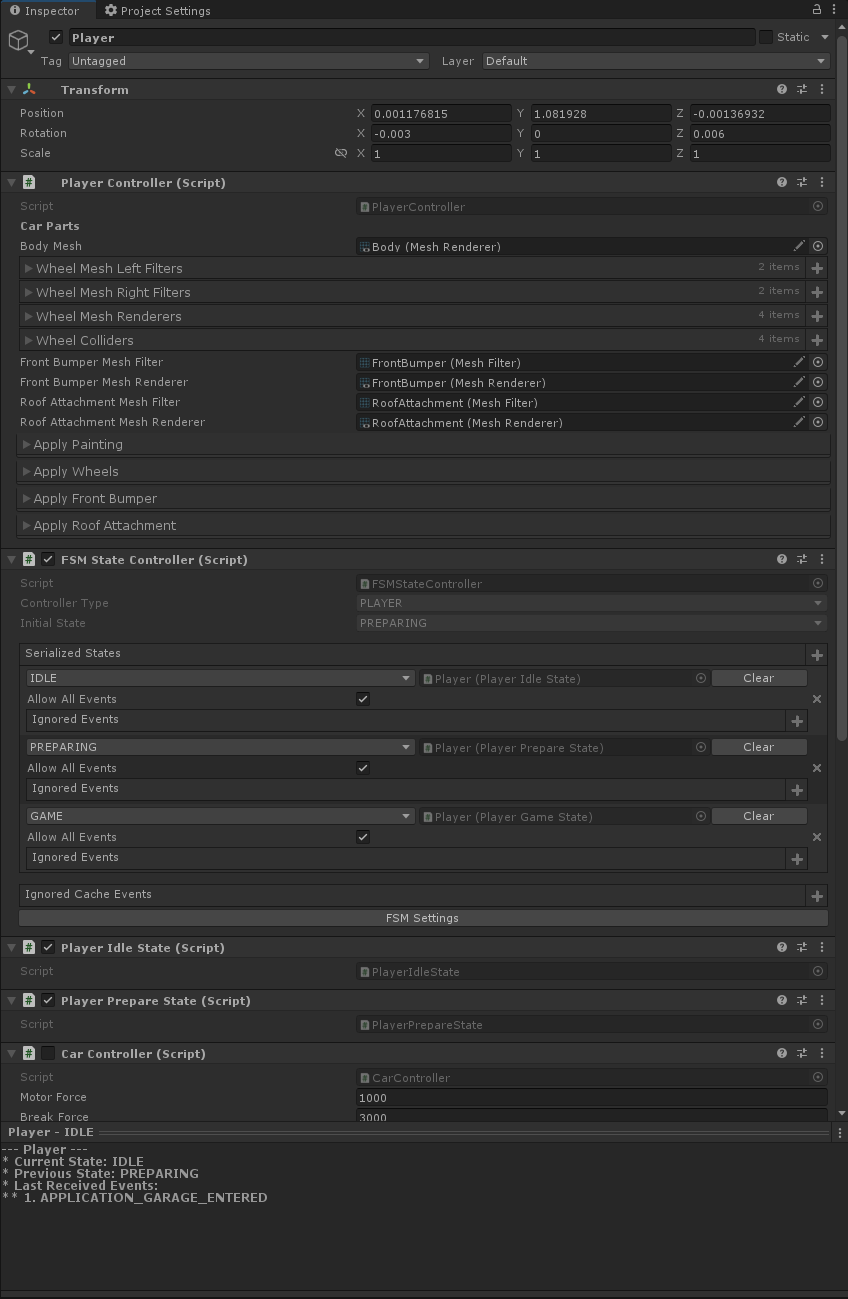 Inspector Project Settings
Player Static
Tag Untagged Layer Default
Transform
Position X 0.001176815 Y 1.081928 Z -0.00136932
Rotation X -0.003 Y 0 Z 0.006
Scale X 1 Y 1 Z 1
# Player Controller (Script)
Script # PlayerController
Car Parts
Body Mesh Body (Mesh Renderer)
Wheel Mesh Left Filters 2 items
Wheel Mesh Right Filters 2 items
Wheel Mesh Renderers 4 items
Wheel Colliders 4 items
Front Bumper Mesh Filter FrontBumper (Mesh Filter)
Front Bumper Mesh Renderer FrontBumper (Mesh Renderer)
Roof Attachment Mesh Filter RoofAttachment (Mesh Filter)
Roof Attachment Mesh Renderer RoofAttachment (Mesh Renderer)
Apply Painting
Apply Wheels
Apply Front Bumper
Apply Roof Attachment
# FSM State Controller (Script)
Script # FSMStateController
Controller Type PLAYER
Initial State PREPARING
Serialized States
IDLE # Player (Player Idle State) Clear
Allow All Events
Ignored Events
PREPARING # Player (Player Prepare State) Clear
Allow All Events
Ignored Events
GAME # Player (Player Game State) Clear
Allow All Events
Ignored Events
Ignored Cache Events
FSM Settings
# Player Idle State (Script)
Script # PlayerIdleState
# Player Prepare State (Script)
Script # PlayerPrepareState
# Car Controller (Script)
Script # CarController
Motor Force 1000
Break Force 3000
Player - IDLE
--- Player ---
* Current State: IDLE
* Previous State: PREPARING
* Last Received Events:
** 1. APPLICATION_GARAGE_ENTERED